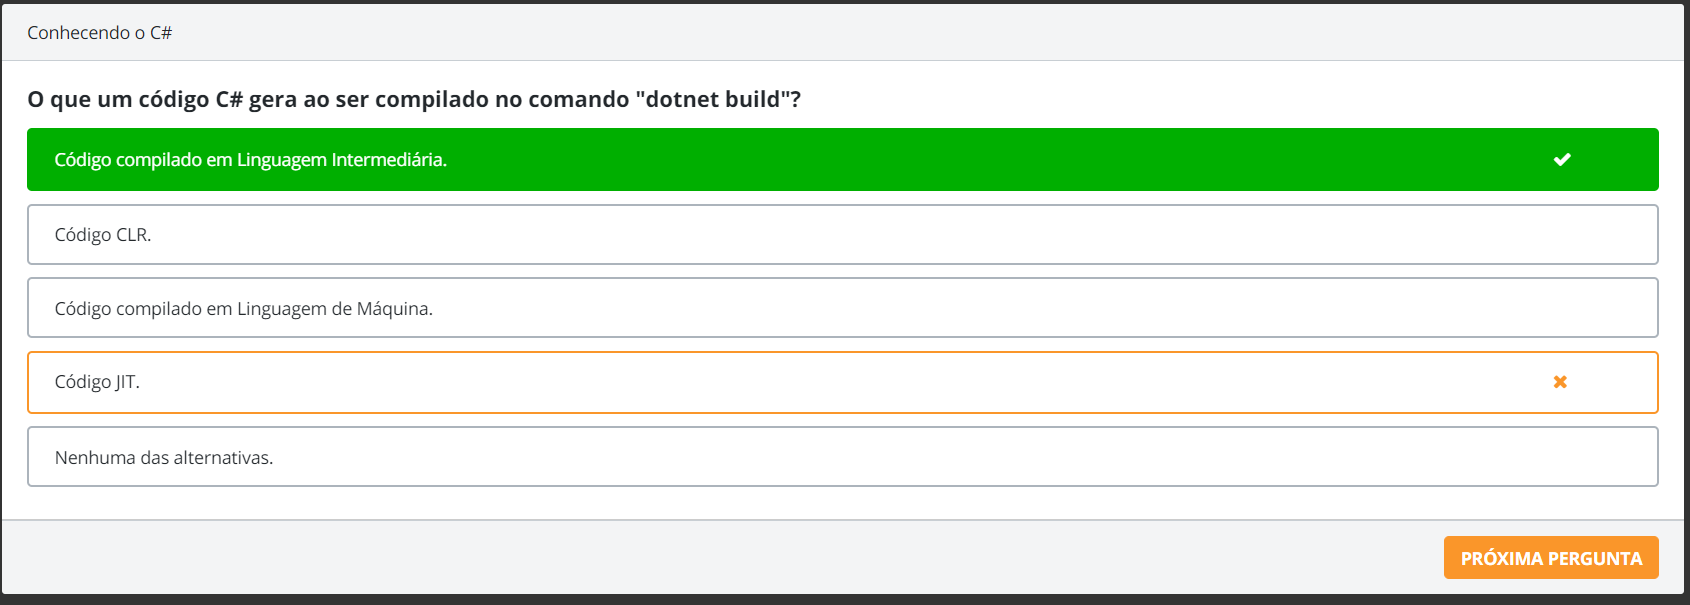 Conhecendo o C#
O que um código C# gera ao ser compilado no comando "dotnet build"?
Código compilado em Linguagem Intermediária.
Código CLR.
Código compilado em Linguagem de Máquina.
Código JIT.
Nenhuma das alternativas.
PRÓXIMA PERGUNTA